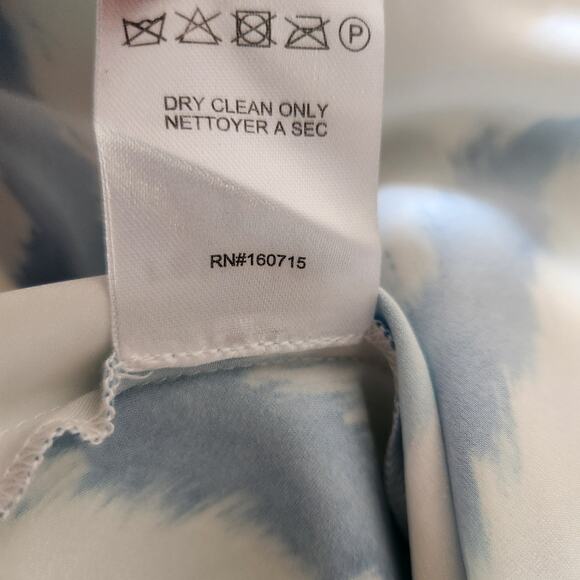 P
DRY CLEAN ONLY
NETTOYER A SEC
RN#160715